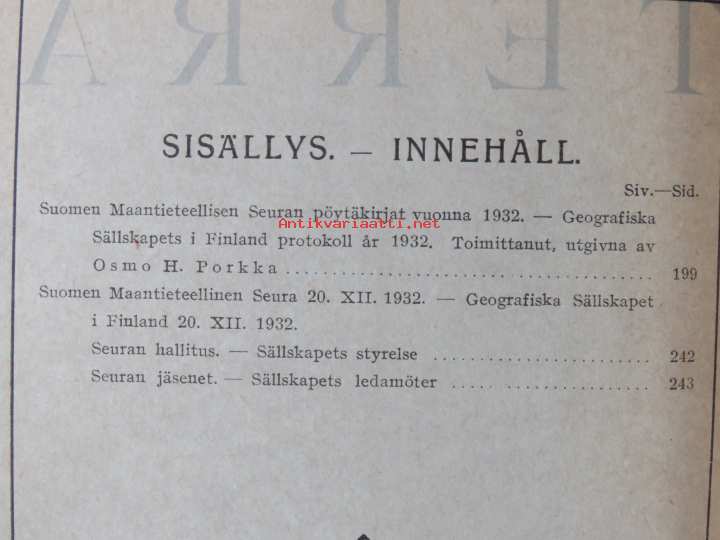 TERRA
SISÄLLYS. — INNEHÅLL.
Siv.—Sid.
Suomen Maantieteellisen Seuran pöytäkirjat vuonna 1932. — Geografiska
Antikvariaatti.net
Sällskapets i Finland protokoll år 1932. Toimittanut, utgivna av
Osmo H. Porkka ........................................ 199
Suomen Maantieteellinen Seura 20. XII. 1932. — Geografiska Sällskapet
i Finland 20. XII. 1932.
Seuran hallitus. — Sällskapets styrelse ........................ 242
Seuran jäsenet. — Sällskapets ledamöter ...................... 243